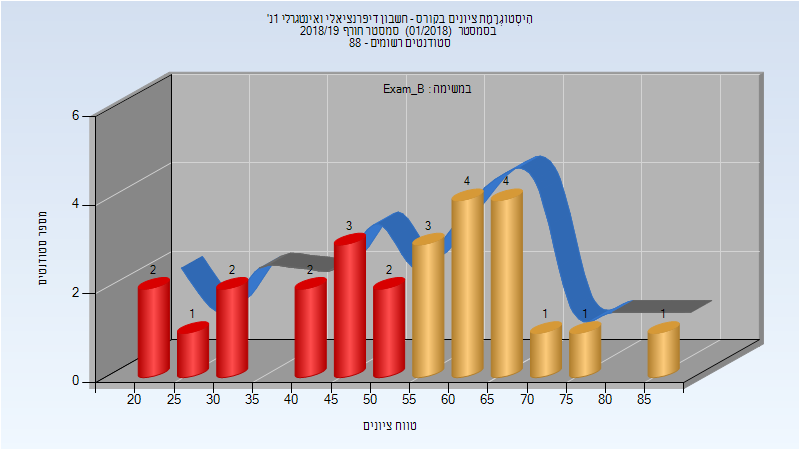 היסטוגרמת ציונים בקורס - חשבון דיפרנציאלי ואינטגרלי 1נ'
בסמסטר (01/2018) סמסטר חורף 2018/19
סטודנטים רשומים - 88
במשימה : Exam_B
מספר סטודנטים
6
4
2
0
2
1
2
2
3
2
3
4
4
1
1
1
20 25 30 35 40 45 50 55 60 65 70 75 80 85
טווח ציונים